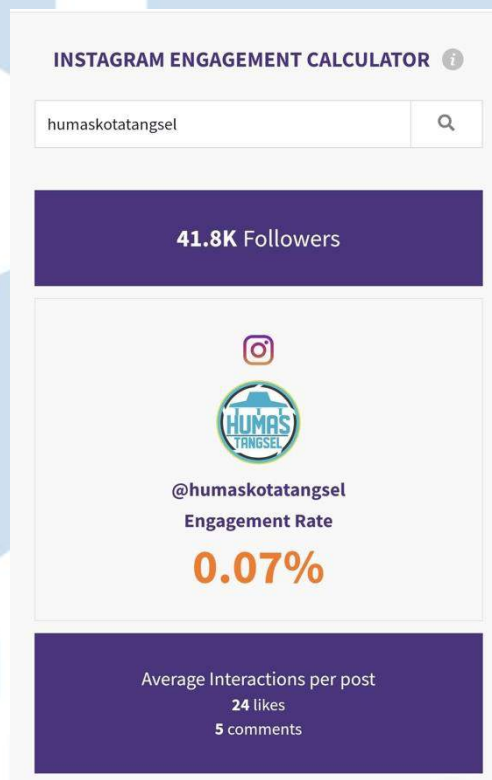 INSTAGRAM ENGAGEMENT CALCULATOR i
humaskotatangsel
41.8K Followers
HUMAS
TANGSEL
@humaskotatangsel
Engagement Rate
0.07%
Average Interactions per post
24 likes
5 comments